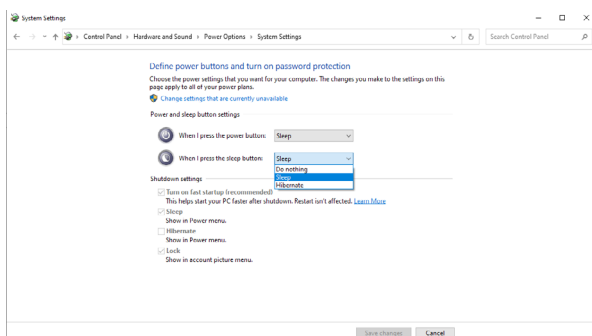 System Settings
Control Panel › Hardware and Sound › Power Options › System Settings
Search Control Panel
Define power buttons and turn on password protection
Choose the power settings that you want for your computer. The changes you make to the settings on this
page apply to all of your power plans.
Change settings that are currently unavailable
Power and sleep button settings
When I press the power button: Sleep
When I press the sleep button: Sleep
Do nothing
Sleep
Hibernate
Shutdown settings
Turn on fast startup (recommended)
This helps start your PC faster after shutdown. Restart isn't affected. Learn More
Sleep
Show in Power menu.
Hibernate
Show in Power menu.
Lock
Show in account picture menu.
Save changes Cancel